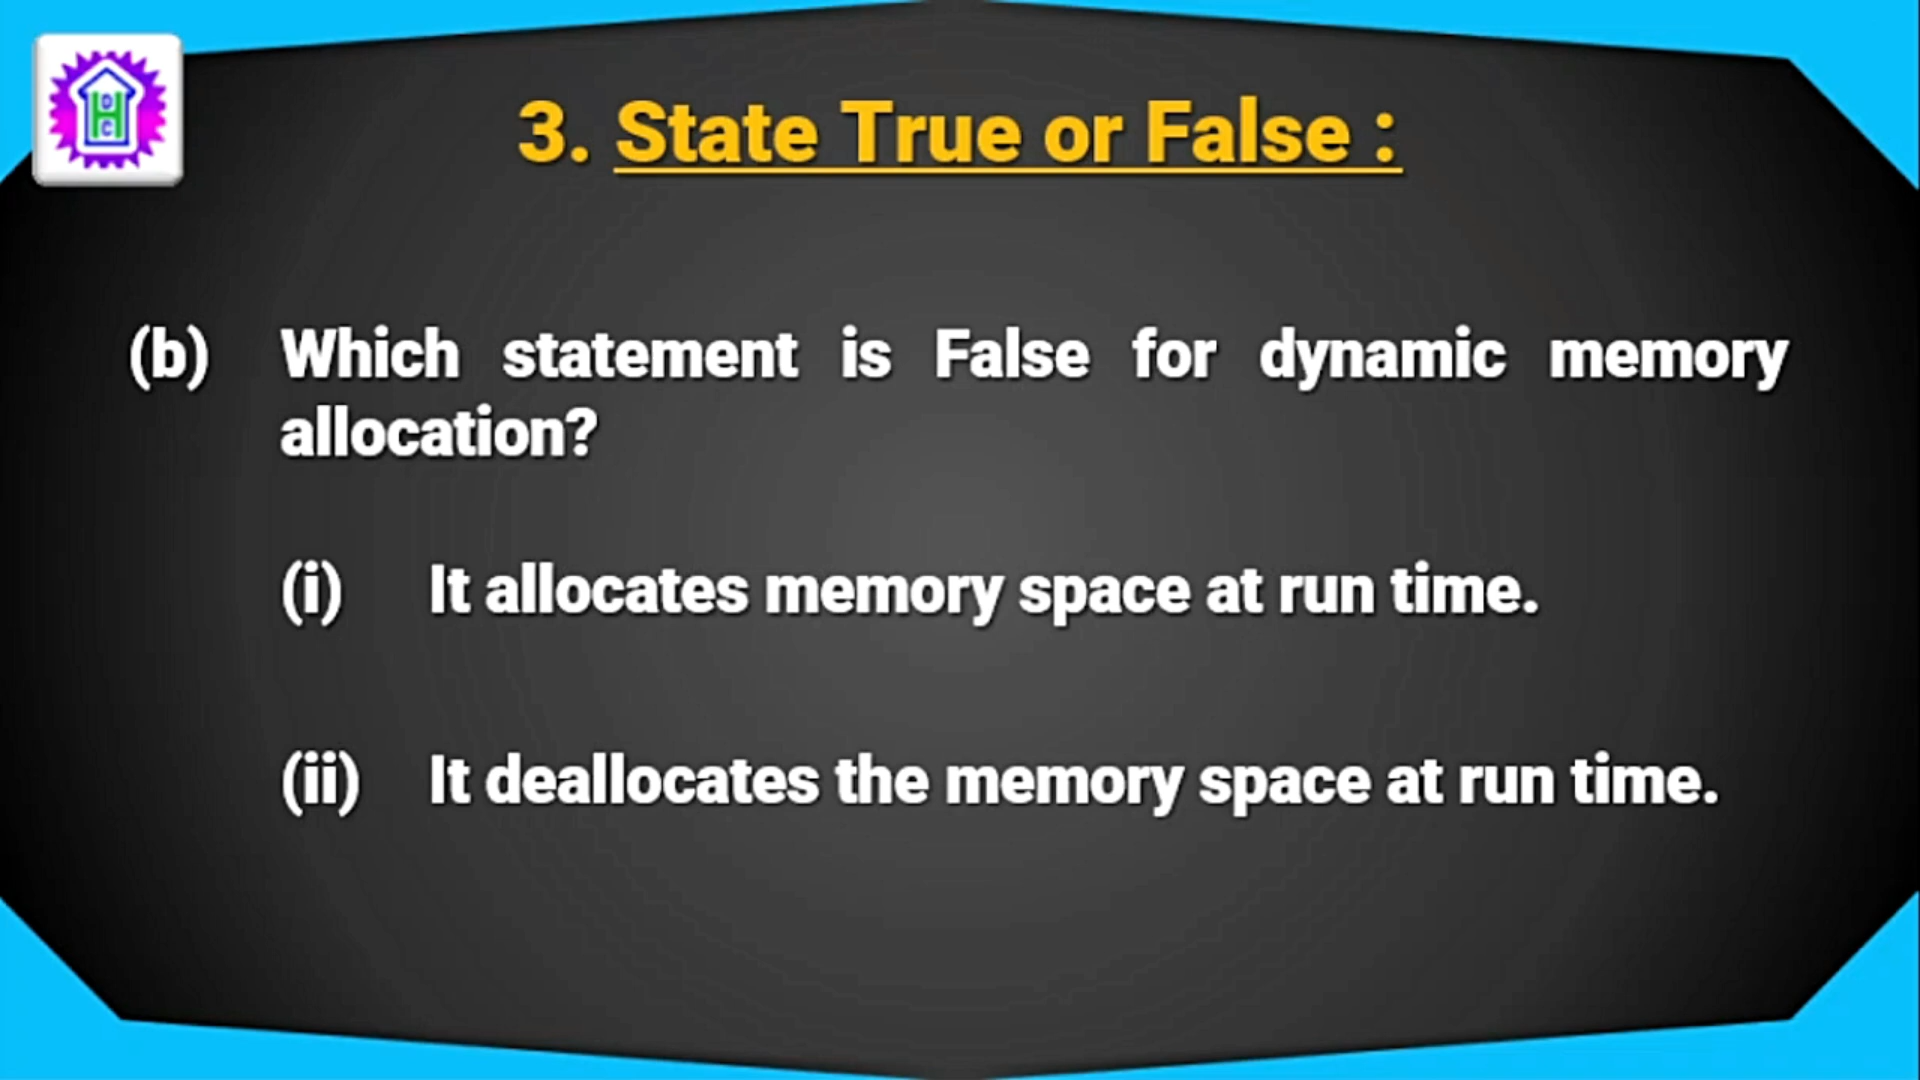 D
H
C
3. State True or False :
(b) Which statement is False for dynamic memory
allocation?
(i) It allocates memory space at run time.
(ii) It deallocates the memory space at run time.